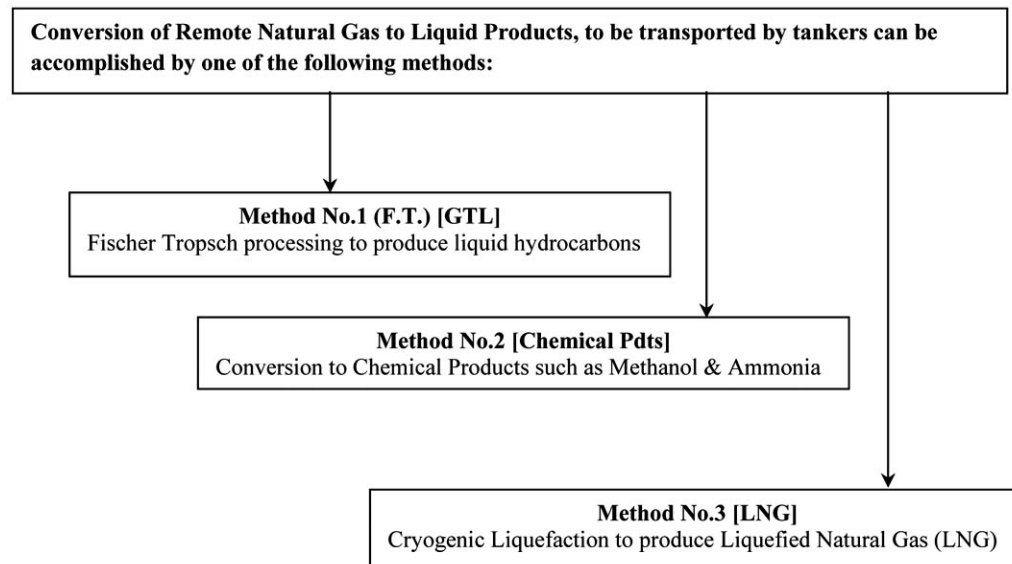 Conversion of Remote Natural Gas to Liquid Products, to be transported by tankers can be
accomplished by one of the following methods:
Method No.1 (F.T.) [GTL]
Fischer Tropsch processing to produce liquid hydrocarbons
Method No.2 [Chemical Pdts]
Conversion to Chemical Products such as Methanol & Ammonia
Method No.3 [LNG]
Cryogenic Liquefaction to produce Liquefied Natural Gas (LNG)